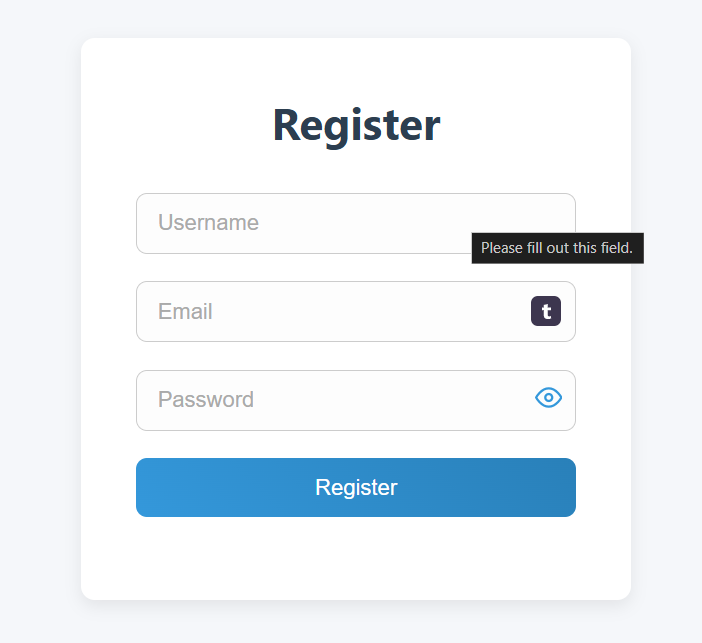 Register
Username
Please fill out this field.
Email
t
Password
Register